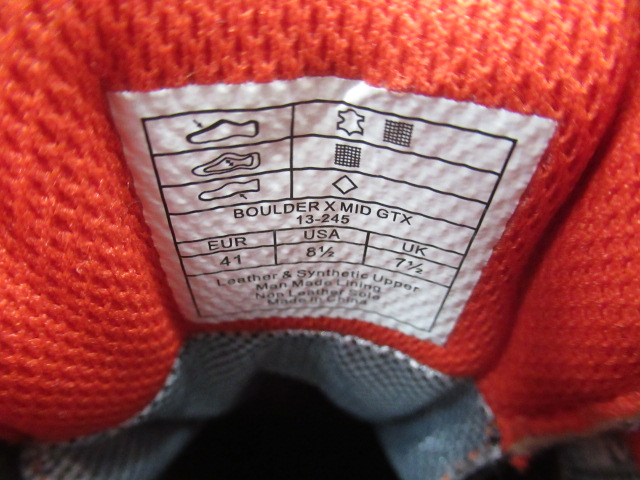 BOULDER X MID GTX
13-245
EUR USA UK
41 8½ 7½
Leather & Synthetic Upper
Man Made Lining
Non Leather Sole
Made in China